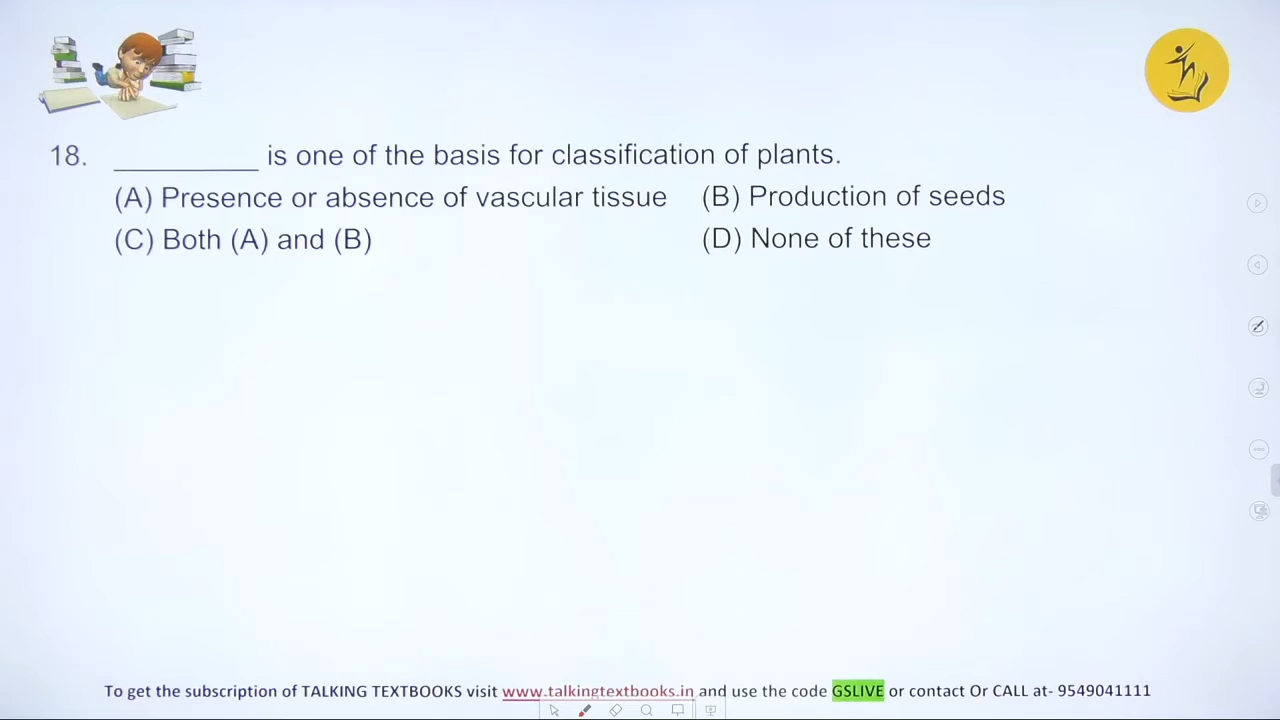 18. __________ is one of the basis for classification of plants.
(A) Presence or absence of vascular tissue (B) Production of seeds
(C) Both (A) and (B) (D) None of these
To get the subscription of TALKING TEXTBOOKS visit www.talkingtextbooks.in and use the code GSLIVE or contact Or CALL at- 9549041111